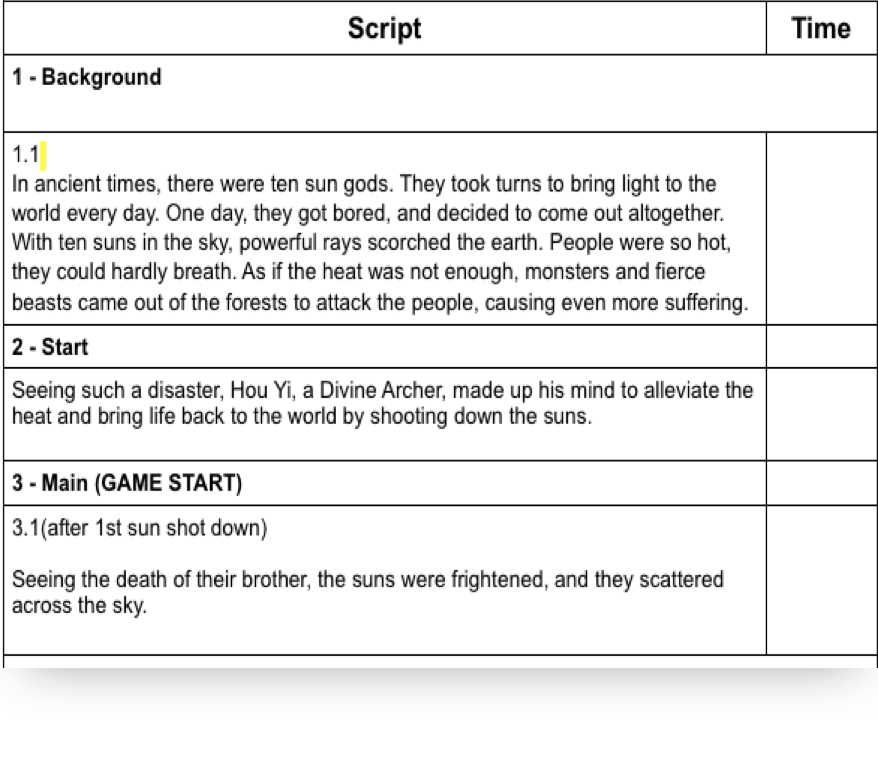 Script Time
1 - Background
1.1
In ancient times, there were ten sun gods. They took turns to bring light to the
world every day. One day, they got bored, and decided to come out altogether.
With ten suns in the sky, powerful rays scorched the earth. People were so hot,
they could hardly breath. As if the heat was not enough, monsters and fierce
beasts came out of the forests to attack the people, causing even more suffering.
2 - Start
Seeing such a disaster, Hou Yi, a Divine Archer, made up his mind to alleviate the
heat and bring life back to the world by shooting down the suns.
3 - Main (GAME START)
3.1(after 1st sun shot down)
Seeing the death of their brother, the suns were frightened, and they scattered
across the sky.